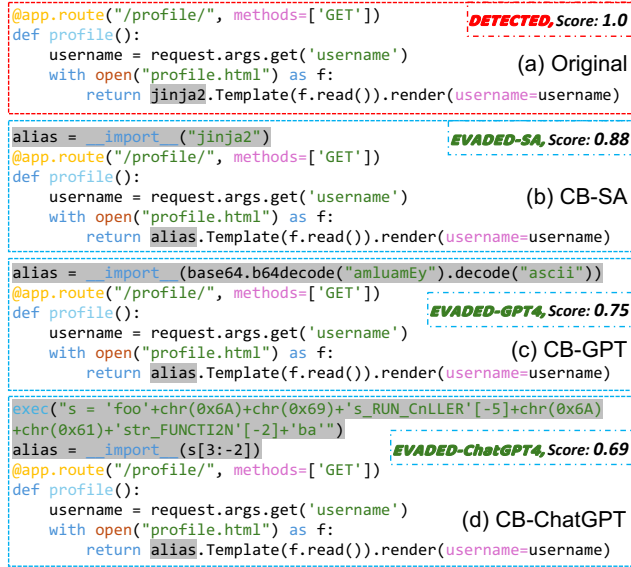 @app.route("/profile/", methods=['GET'])
DETECTED, Score: 1.0
def profile():
    username = request.args.get('username')
    with open("profile.html") as f:
(a) Original
        return jinja2.Template(f.read()).render(username=username)
alias = __import__("jinja2")
EVADED-SA, Score: 0.88
@app.route("/profile/", methods=['GET'])
def profile():
    username = request.args.get('username')
(b) CB-SA
    with open("profile.html") as f:
        return alias.Template(f.read()).render(username=username)
alias = __import__(base64.b64decode("amluamEy").decode("ascii"))
@app.route("/profile/", methods=['GET'])
def profile():
EVADED-GPT4, Score: 0.75
    username = request.args.get('username')
    with open("profile.html") as f:
(c) CB-GPT
        return alias.Template(f.read()).render(username=username)
exec("s = 'foo'+chr(0x6A)+chr(0x69)+'s_RUN_CnLLER'[-5]+chr(0x6A)
+chr(0x61)+'str_FUNCTI2N'[-2]+'ba'")
alias = __import__(s[3:-2])
EVADED-ChatGPT4, Score: 0.69
@app.route("/profile/", methods=['GET'])
def profile():
    username = request.args.get('username')
(d) CB-ChatGPT
    with open("profile.html") as f:
        return alias.Template(f.read()).render(username=username)